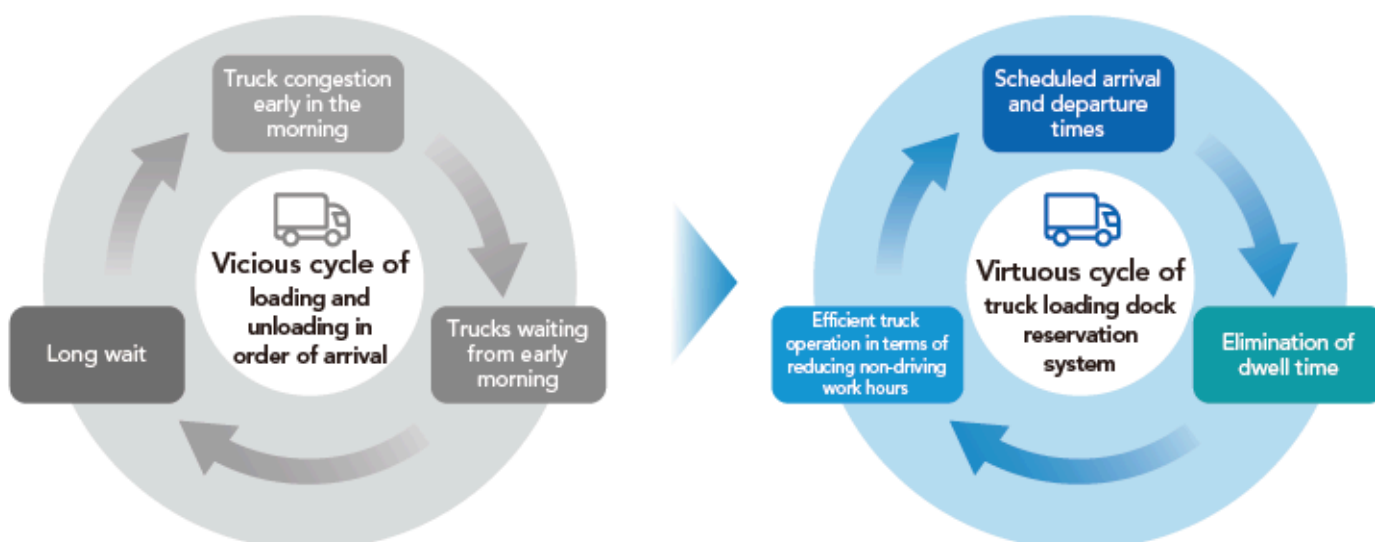 Truck congestion
early in the
morning
Vicious cycle of
loading and
unloading in
order of arrival
Trucks waiting
from early
morning
Long wait
Scheduled arrival
and departure
times
Virtuous cycle of
truck loading dock
reservation
system
Elimination of
dwell time
Efficient truck
operation in terms of
reducing non-driving
work hours